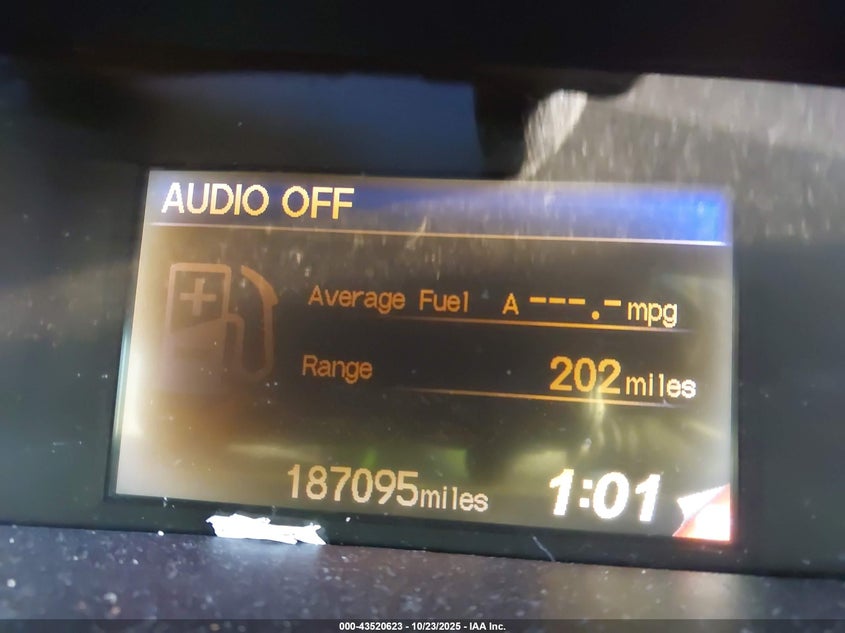 AUDIO OFF
Average Fuel A ---.- mpg
Range 202 miles
187095 miles 1:01
000-43520623 - 10/23/2025 - IAA Inc.